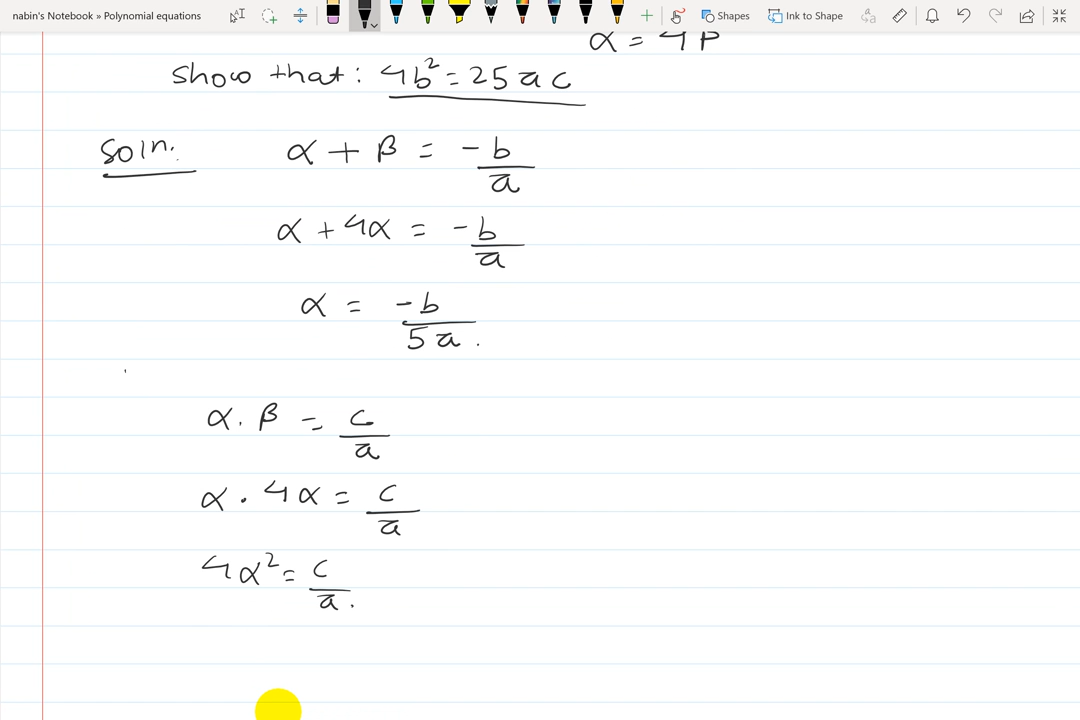 nabin's Notebook » Polynomial equations
Shapes
Ink to Shape
α = 4β
Show that: 4b² = 25ac
Soln:
α + β = -b/a
α + 4α = -b/a
α = -b/5a.
α . β = c/a
α . 4α = c/a
4α² = c/a.